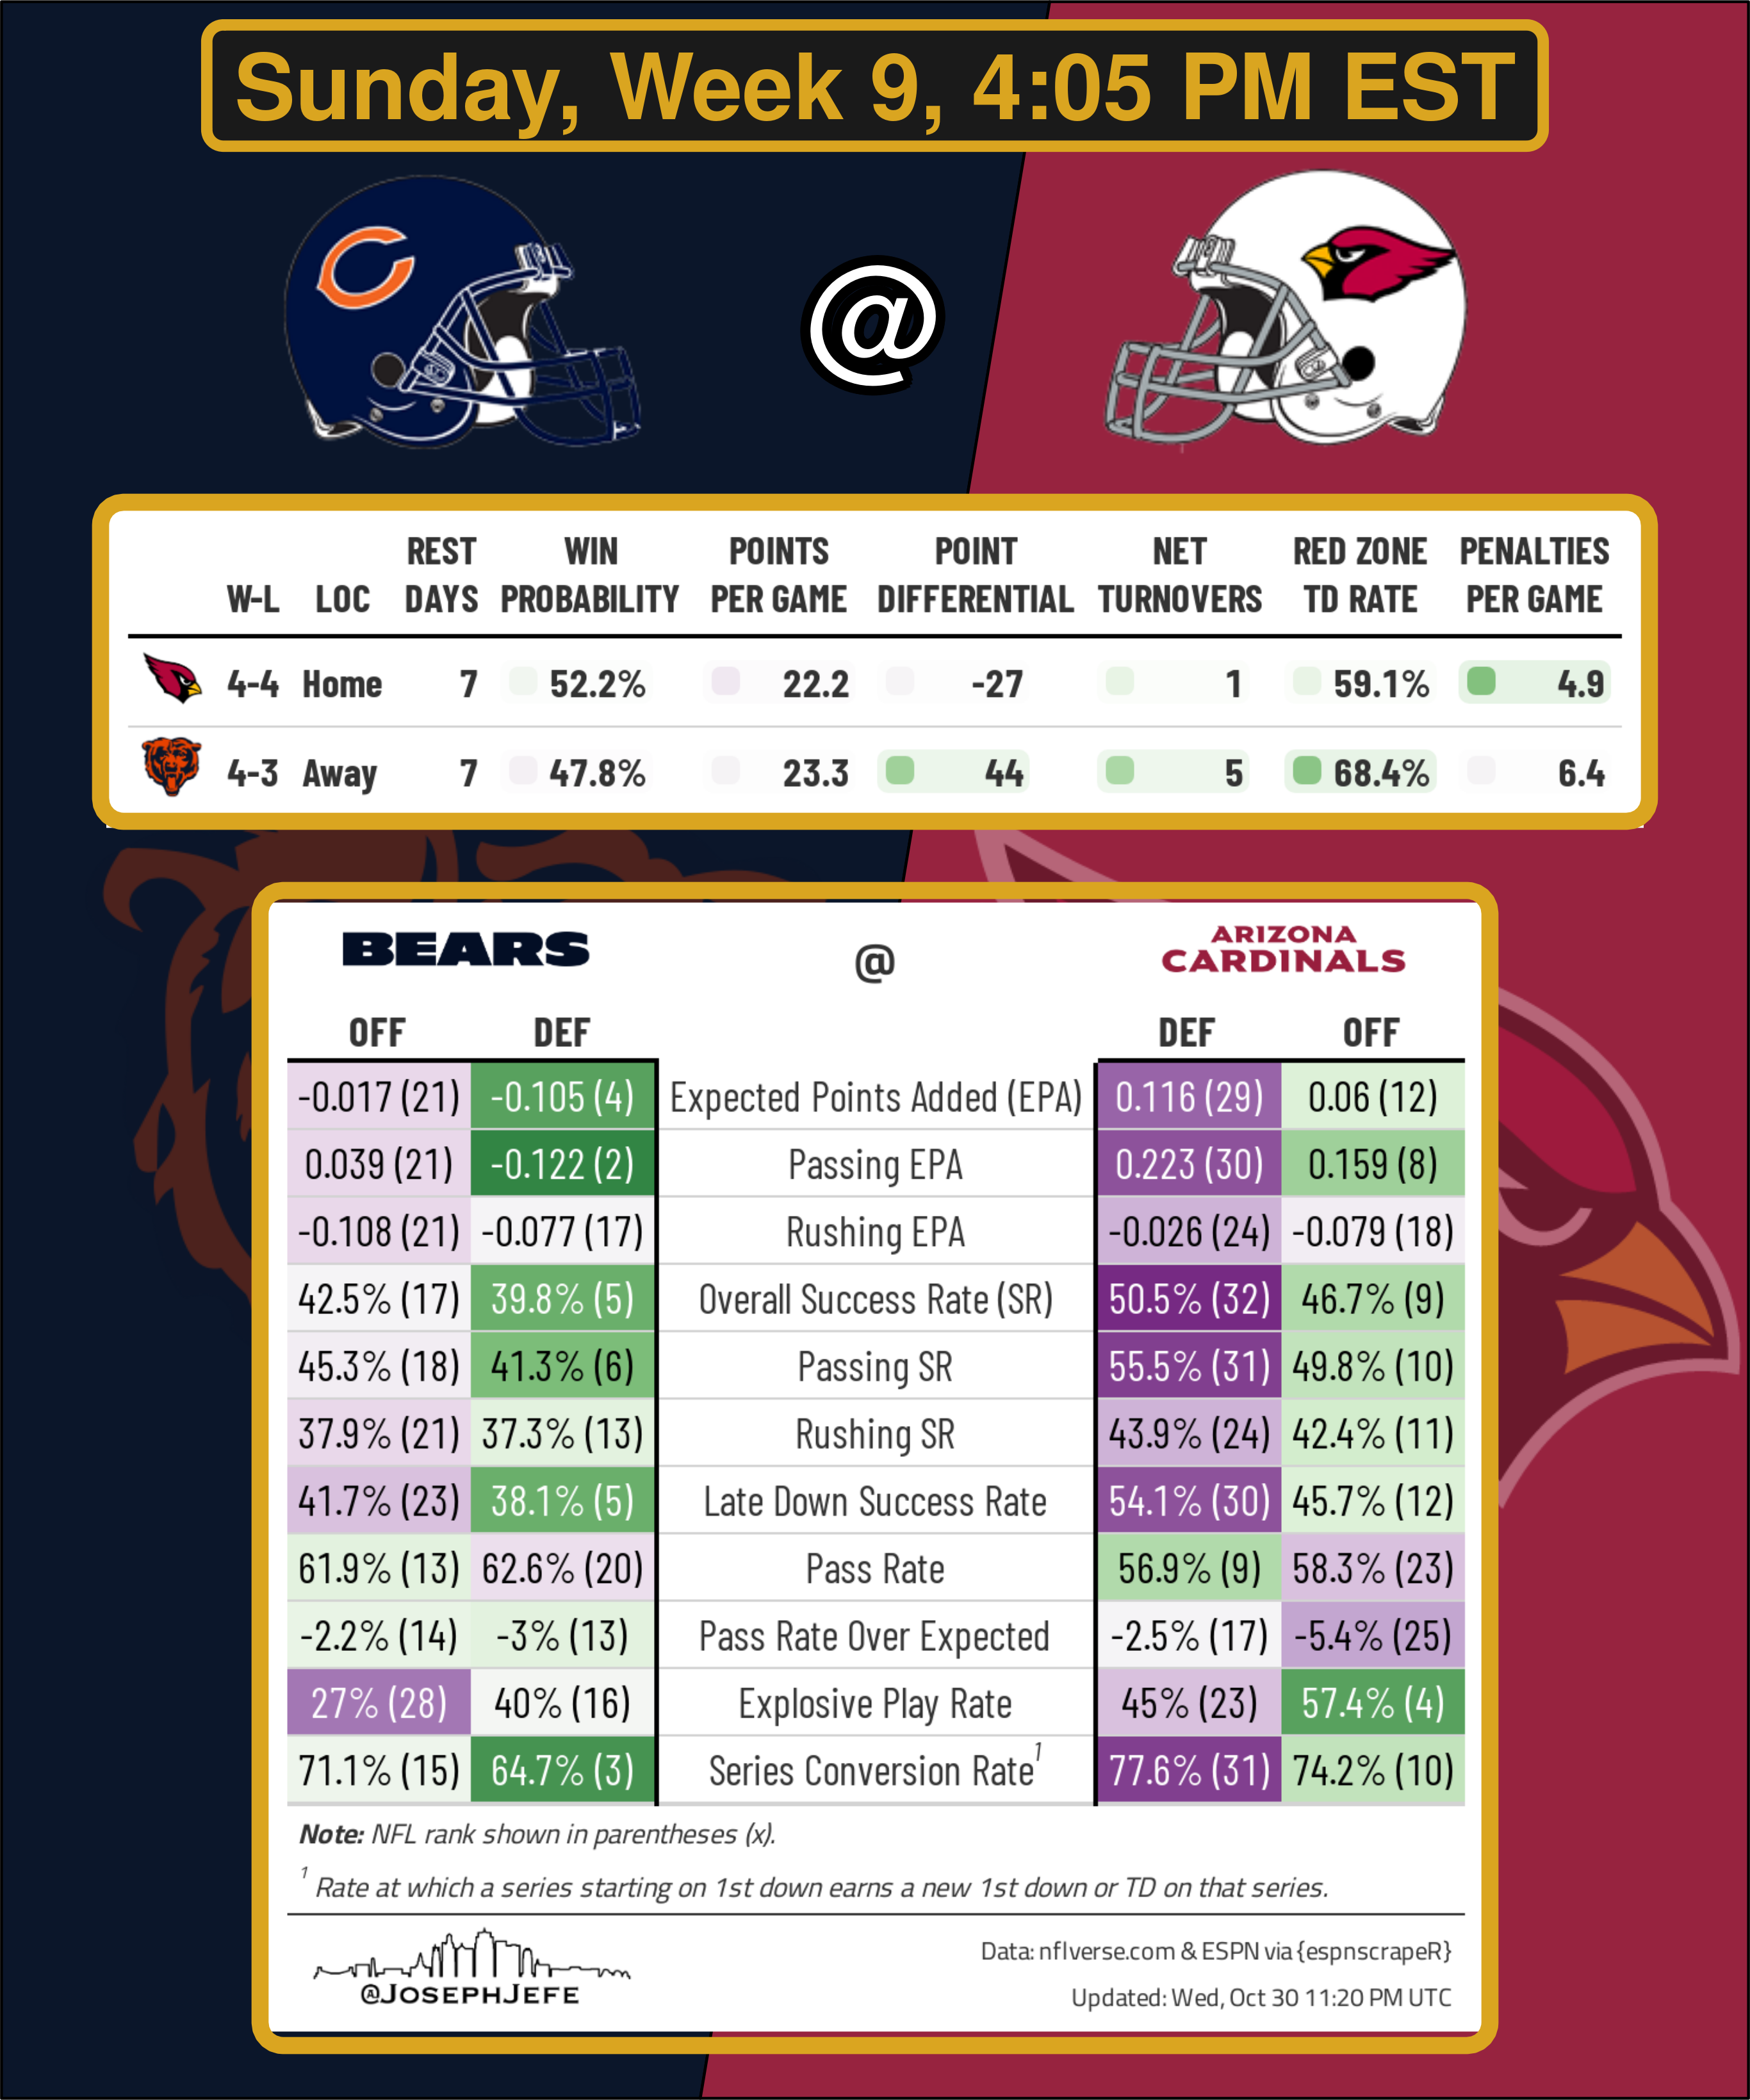 Sunday, Week 9, 4:05 PM EST
@
REST WIN POINTS POINT NET RED ZONE PENALTIES
W-L LOC DAYS PROBABILITY PER GAME DIFFERENTIAL TURNOVERS TD RATE PER GAME
4-4 Home 7 52.2% 22.2 -27 1 59.1% 4.9
4-3 Away 7 47.8% 23.3 44 5 68.4% 6.4
BEARS @ ARIZONA CARDINALS
OFF DEF DEF OFF
-0.017 (21) -0.105 (4) Expected Points Added (EPA) 0.116 (29) 0.06 (12)
0.039 (21) -0.122 (2) Passing EPA 0.223 (30) 0.159 (8)
-0.108 (21) -0.077 (17) Rushing EPA -0.026 (24) -0.079 (18)
42.5% (17) 39.8% (5) Overall Success Rate (SR) 50.5% (32) 46.7% (9)
45.3% (18) 41.3% (6) Passing SR 55.5% (31) 49.8% (10)
37.9% (21) 37.3% (13) Rushing SR 43.9% (24) 42.4% (11)
41.7% (23) 38.1% (5) Late Down Success Rate 54.1% (30) 45.7% (12)
61.9% (13) 62.6% (20) Pass Rate 56.9% (9) 58.3% (23)
-2.2% (14) -3% (13) Pass Rate Over Expected -2.5% (17) -5.4% (25)
27% (28) 40% (16) Explosive Play Rate 45% (23) 57.4% (4)
71.1% (15) 64.7% (3) Series Conversion Rate¹ 77.6% (31) 74.2% (10)
Note: NFL rank shown in parentheses (x).
¹ Rate at which a series starting on 1st down earns a new 1st down or TD on that series.
@JOSEPHJEFE
Data: nflverse.com & ESPN via {espnscrapeR}
Updated: Wed, Oct 30 11:20 PM UTC